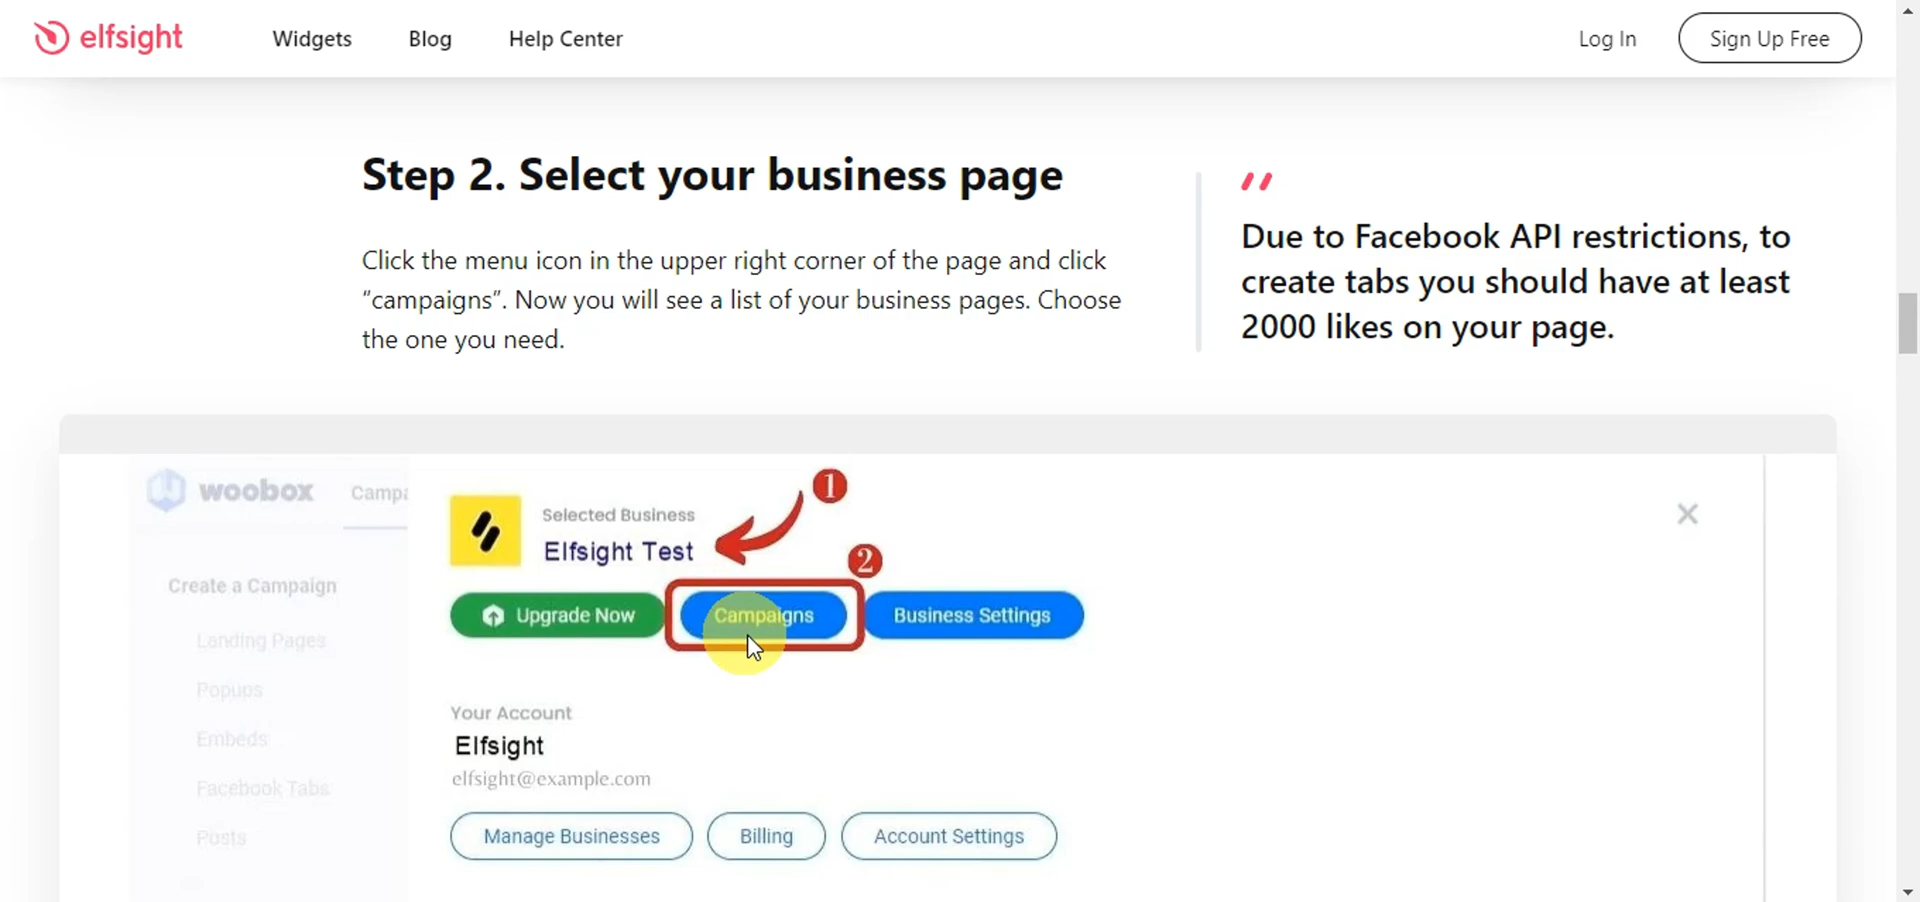 elfsight
Widgets
Blog
Help Center
Log In
Sign Up Free
Step 2. Select your business page
Click the menu icon in the upper right corner of the page and click
“campaigns”. Now you will see a list of your business pages. Choose
the one you need.
Due to Facebook API restrictions, to
create tabs you should have at least
2000 likes on your page.
woobox
Campa
Create a Campaign
Landing Pages
Popups
Embeds
Facebook Tabs
Posts
1
Selected Business
Elfsight Test
2
Upgrade Now
Campaigns
Business Settings
Your Account
Elfsight
elfsight@example.com
Manage Businesses
Billing
Account Settings